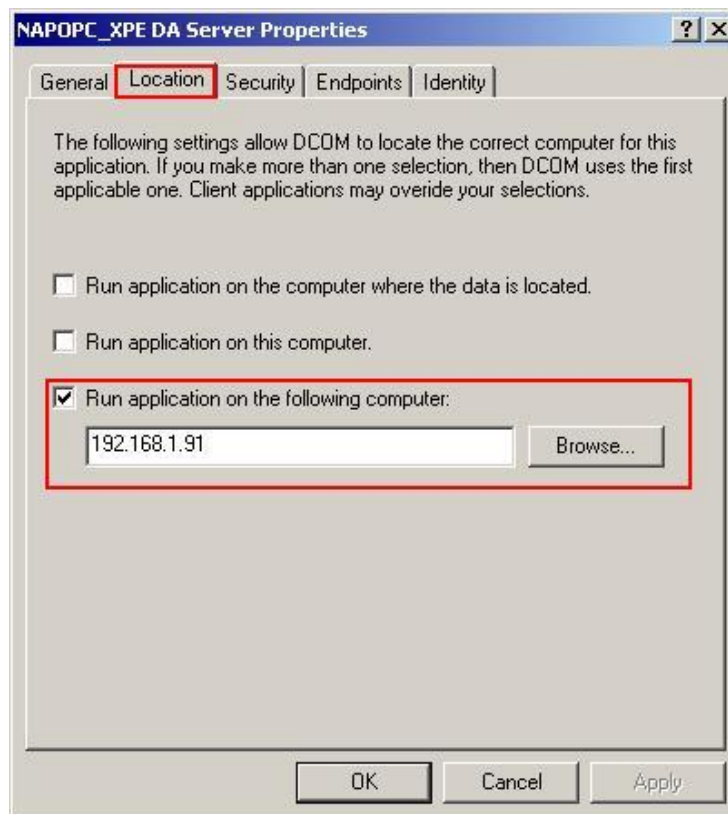 NAPOPC_XPE DA Server Properties
General Location Security Endpoints Identity
The following settings allow DCOM to locate the correct computer for this
application. If you make more than one selection, then DCOM uses the first
applicable one. Client applications may overide your selections.
Run application on the computer where the data is located.
Run application on this computer.
Run application on the following computer:
192.168.1.91
Browse...
OK Cancel Apply